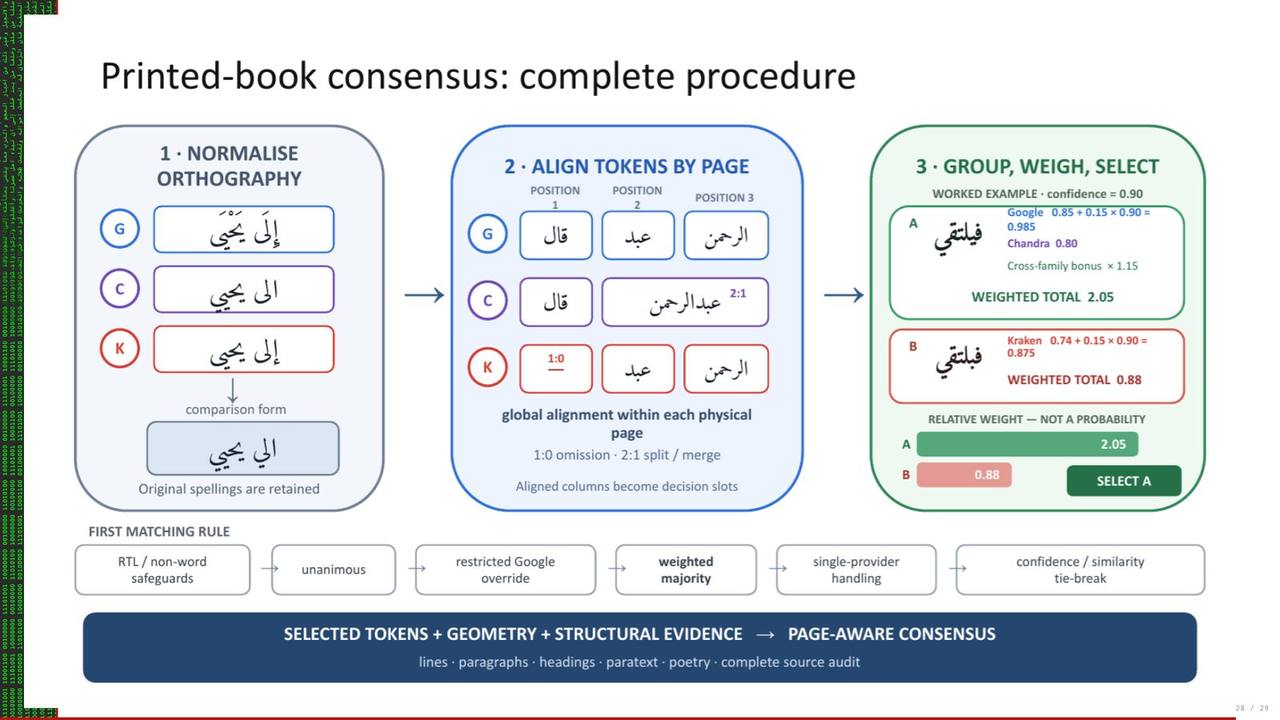 Printed-book consensus: complete procedure
1 · NORMALISE
ORTHOGRAPHY
G
إِلَى يَحْيَى
C
الى يحيي
K
إلى يحيي
comparison form
الي يحيي
Original spellings are retained
→
2 · ALIGN TOKENS BY PAGE
POSITION
1
POSITION
2
POSITION 3
G
قال
عبد
الرحمن
C
قال
عبدالرحمن 2:1
K
1:0
—
عبد
الرحمن
global alignment within each physical
page
1:0 omission · 2:1 split / merge
Aligned columns become decision slots
→
3 · GROUP, WEIGH, SELECT
WORKED EXAMPLE · confidence = 0.90
A
فيلتقي
Google 0.85 + 0.15 × 0.90 =
0.985
Chandra 0.80
Cross-family bonus × 1.15
WEIGHTED TOTAL 2.05
B
فبلتقي
Kraken 0.74 + 0.15 × 0.90 =
0.875
WEIGHTED TOTAL 0.88
RELATIVE WEIGHT — NOT A PROBABILITY
A 2.05
B 0.88
SELECT A
FIRST MATCHING RULE
RTL / non-word
safeguards
→
unanimous
→
restricted Google
override
→
weighted
majority
→
single-provider
handling
→
confidence / similarity
tie-break
SELECTED TOKENS + GEOMETRY + STRUCTURAL EVIDENCE → PAGE-AWARE CONSENSUS
lines · paragraphs · headings · paratext · poetry · complete source audit
28 / 29